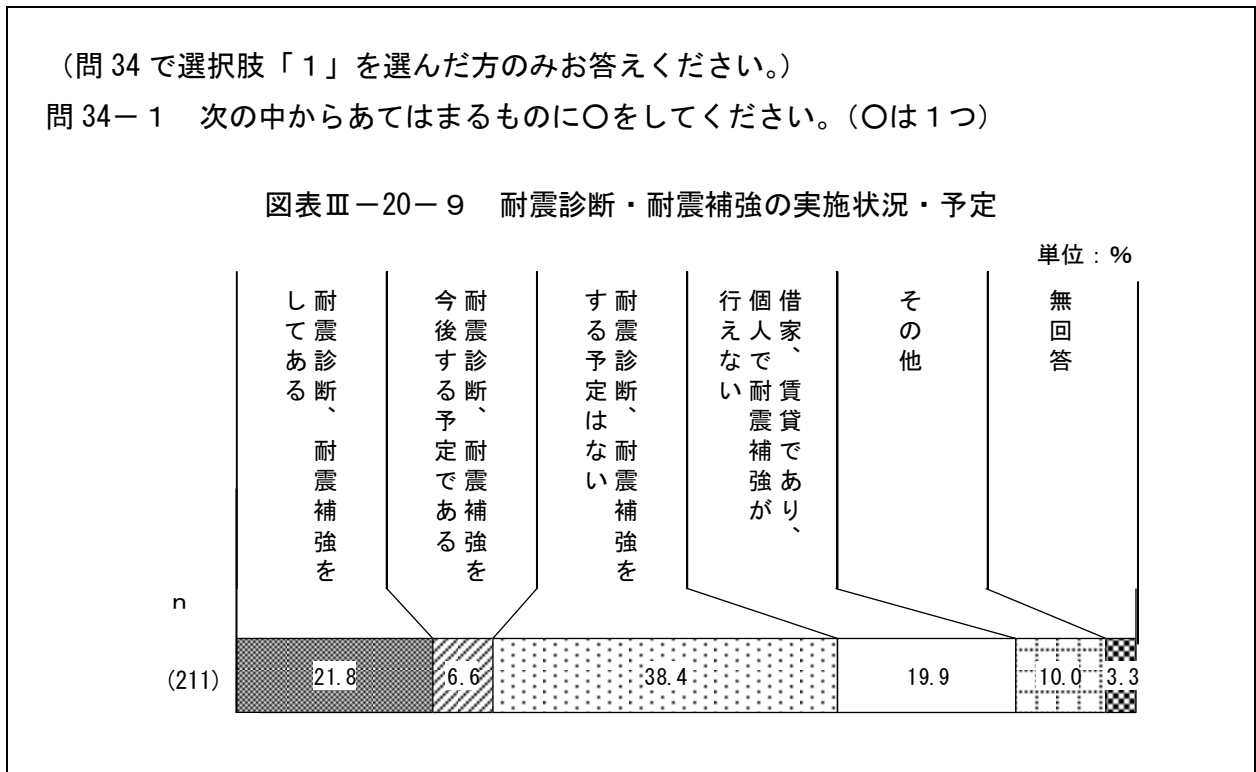 （問 34 で選択肢「１」を選んだ方のみお答えください。）
問 34－１　次の中からあてはまるものに〇をしてください。（〇は１つ）
図表Ⅲ－20－９　耐震診断・耐震補強の実施状況・予定
単位：％
耐震診断、耐震補強を
してある
耐震診断、耐震補強を
今後する予定である
耐震診断、耐震補強を
する予定はない
借家、賃貸であり、
個人で耐震補強が
行えない
その他
無回答
ｎ
(211)
21.8
6.6
38.4
19.9
10.0
3.3